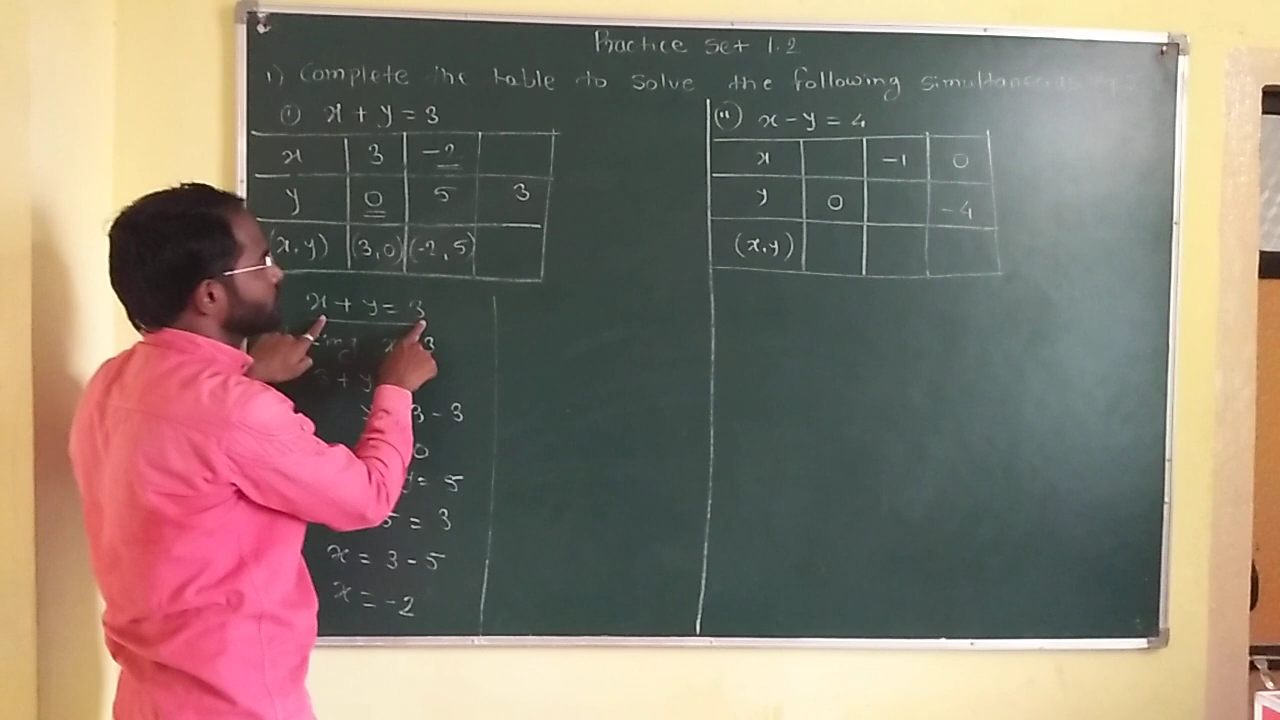 Practice Set 1.2
1) Complete the table to solve the following simultaneous
(i) x + y = 3
x 3 -2
y 0 5 3
(x,y) (3,0) (-2,5)
x + y = 3
3 + y
3 - 3
0
y = 5
5 = 3
x = 3 - 5
x = -2
(ii) x - y = 4
x -1 0
y 0 -4
(x,y)